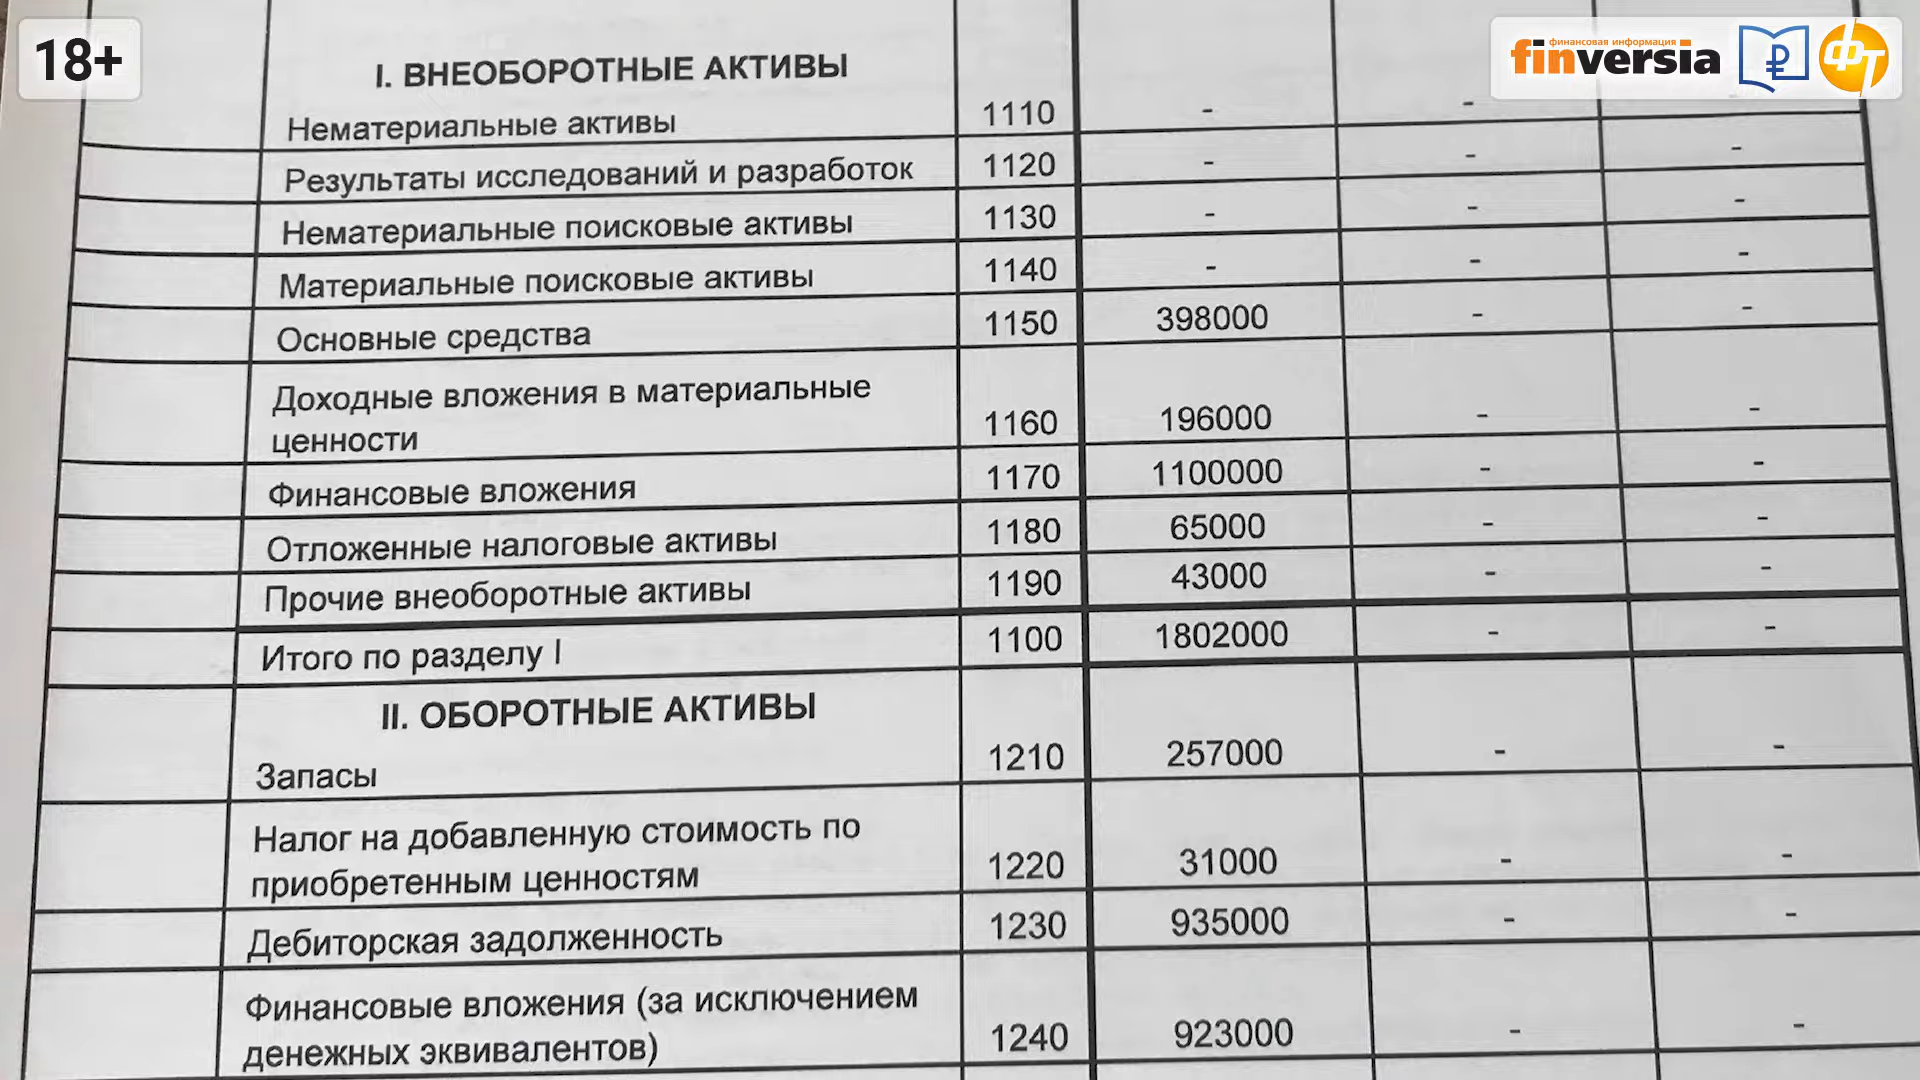 18+
финансовая информация
finversia
ФТ
I. ВНЕОБОРОТНЫЕ АКТИВЫ
Нематериальные активы 1110 - - -
Результаты исследований и разработок 1120 - - -
Нематериальные поисковые активы 1130 - - -
Материальные поисковые активы 1140 - - -
Основные средства 1150 398000 - -
Доходные вложения в материальные
ценности 1160 196000 - -
Финансовые вложения 1170 1100000 - -
Отложенные налоговые активы 1180 65000 - -
Прочие внеоборотные активы 1190 43000 - -
Итого по разделу I 1100 1802000 - -
II. ОБОРОТНЫЕ АКТИВЫ
Запасы 1210 257000 - -
Налог на добавленную стоимость по
приобретенным ценностям 1220 31000 - -
Дебиторская задолженность 1230 935000 - -
Финансовые вложения (за исключением
денежных эквивалентов) 1240 923000 - -